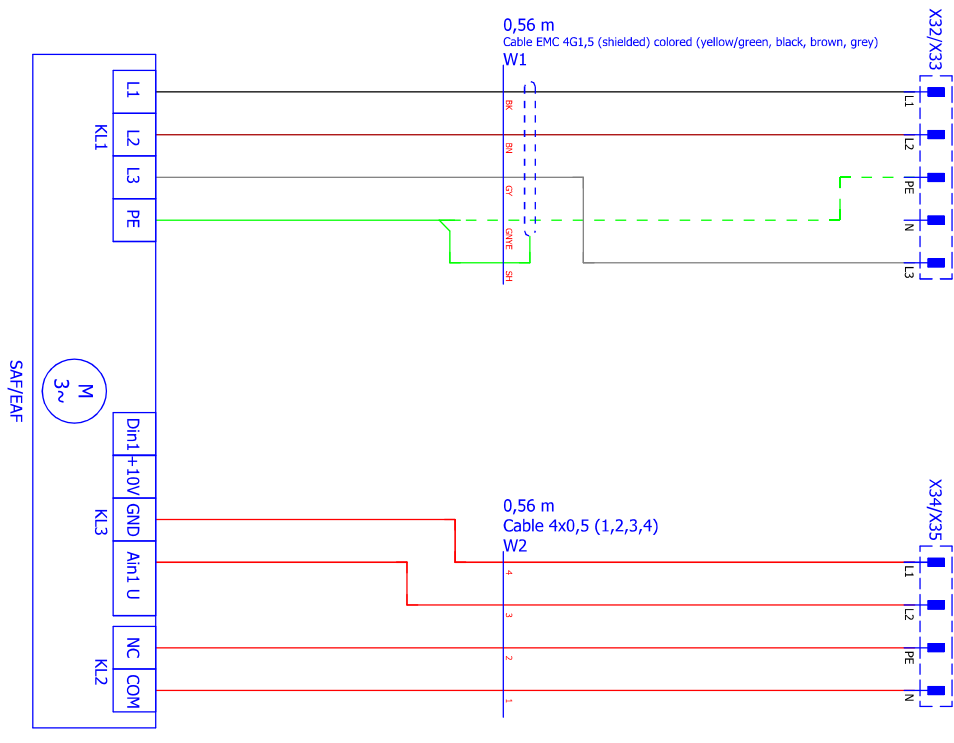 0,56 m
Cable EMC 4G1,5 (shielded) colored (yellow/green, black, brown, grey)
W1
X32/X33
L1
L2
L3
PE
KL1
BK
BN
GY
GNYE
SH
L1
L2
PE
N
L3
SAF/EAF
M
3~
Din1
+10V
GND
Ain1 U
KL3
NC
COM
KL2
0,56 m
Cable 4x0,5 (1,2,3,4)
W2
4
3
2
1
X34/X35
L1
L2
PE
N